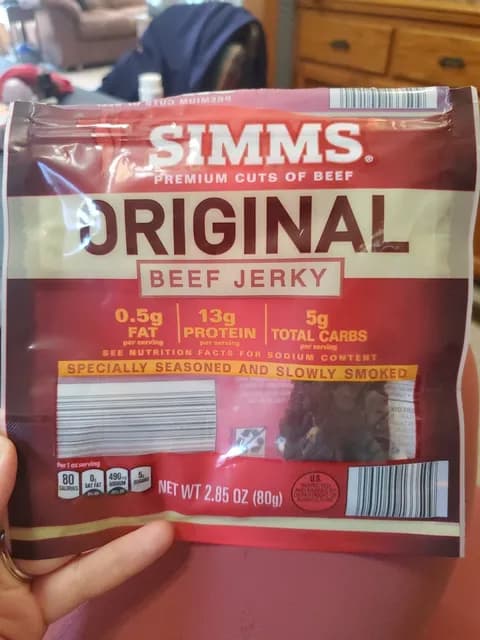 SIMMS®
PREMIUM CUTS OF BEEF
ORIGINAL
BEEF JERKY
0.5g FAT per serving
13g PROTEIN per serving
5g TOTAL CARBS per serving
SEE NUTRITION FACTS FOR SODIUM CONTENT
SPECIALLY SEASONED AND SLOWLY SMOKED
Per 1 oz serving
80 CALORIES
0g SAT FAT
490mg SODIUM
5g
NET WT 2.85 OZ (80g)
U.S.